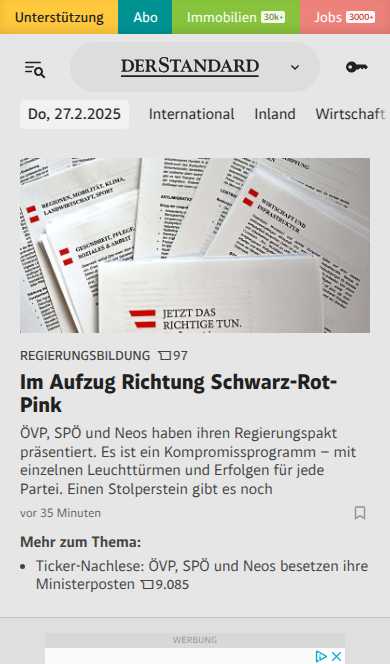 Unterstützung Abo Immobilien 30k+ Jobs 3000+
DERSTANDARD
Do, 27.2.2025 International Inland Wirtschaft
REGIONEN, MOBILITÄT, KLIMA,
LANDWIRTSCHAFT, SPORT
GESUNDHEIT, PFLEGE,
SOZIALES & ARBEIT
WIRTSCHAFT UND
INFRASTRUKTUR
JETZT DAS
RICHTIGE TUN.
REGIERUNGSBILDUNG 97
Im Aufzug Richtung Schwarz-Rot-
Pink
ÖVP, SPÖ und Neos haben ihren Regierungspakt
präsentiert. Es ist ein Kompromissprogramm – mit
einzelnen Leuchttürmen und Erfolgen für jede
Partei. Einen Stolperstein gibt es noch
vor 35 Minuten
Mehr zum Thema:
• Ticker-Nachlese: ÖVP, SPÖ und Neos besetzen ihre
Ministerposten 9.085
WERBUNG